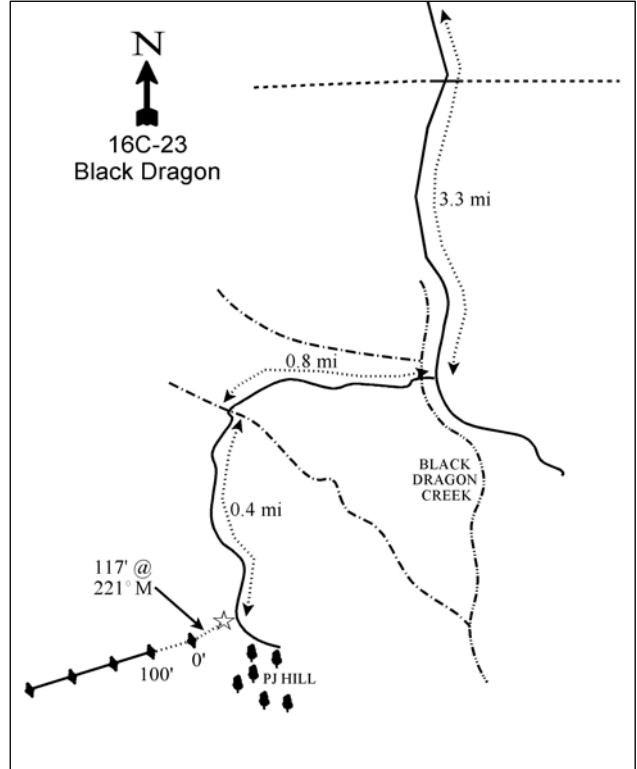 N
16C-23
Black Dragon
3.3 mi
0.8 mi
BLACK
DRAGON
CREEK
0.4 mi
117' @
221° M
100'
0'
PJ HILL